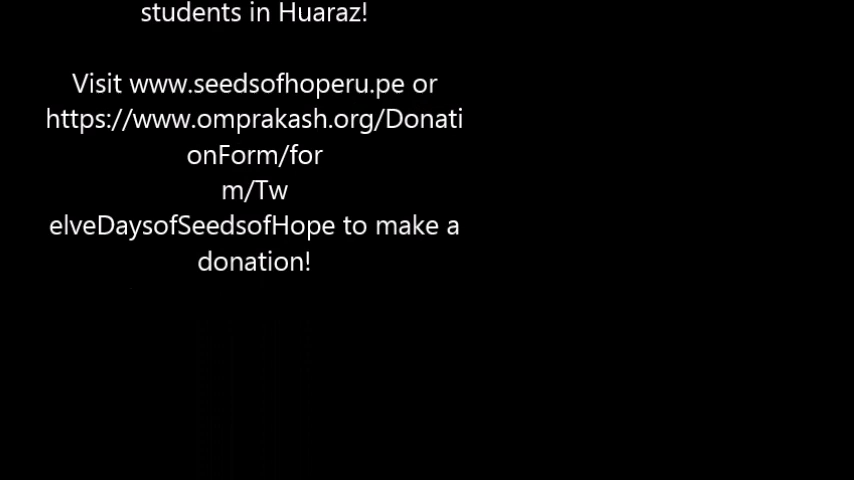 students in Huaraz!
Visit www.seedsofhoperu.pe or
https://www.omprakash.org/Donati
onForm/for
m/Tw
elveDaysofSeedsofHope to make a
donation!